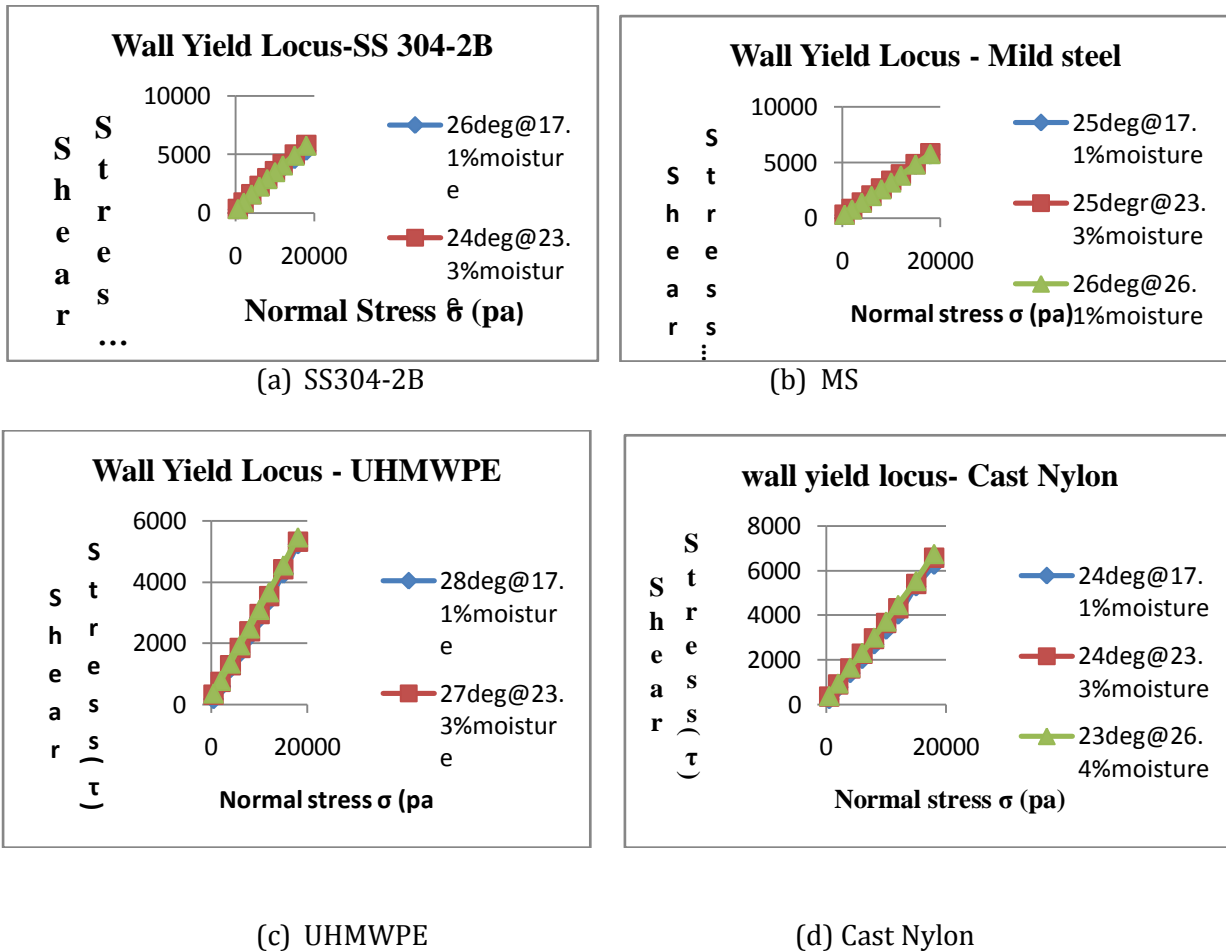 Wall Yield Locus-SS 304-2B
Shear
Stress...
10000
5000
0
0
20000
26deg@17.
1%moistur
e
24deg@23.
3%moistur
e
Normal Stress σ (pa)
(a) SS304-2B
Wall Yield Locus - Mild steel
Shear
Stress...
10000
5000
0
0
20000
25deg@17.
1%moisture
25degr@23.
3%moisture
26deg@26.
1%moisture
Normal stress σ (pa)
(b) MS
Wall Yield Locus - UHMWPE
Shear
Stress(τ)
6000
4000
2000
0
0
20000
28deg@17.
1%moistur
e
27deg@23.
3%moistur
e
Normal stress σ (pa
(c) UHMWPE
wall yield locus- Cast Nylon
Shear
Stress(τ)
8000
6000
4000
2000
0
0
20000
24deg@17.
1%moisture
24deg@23.
3%moisture
23deg@26.
4%moisture
Normal stress σ (pa)
(d) Cast Nylon